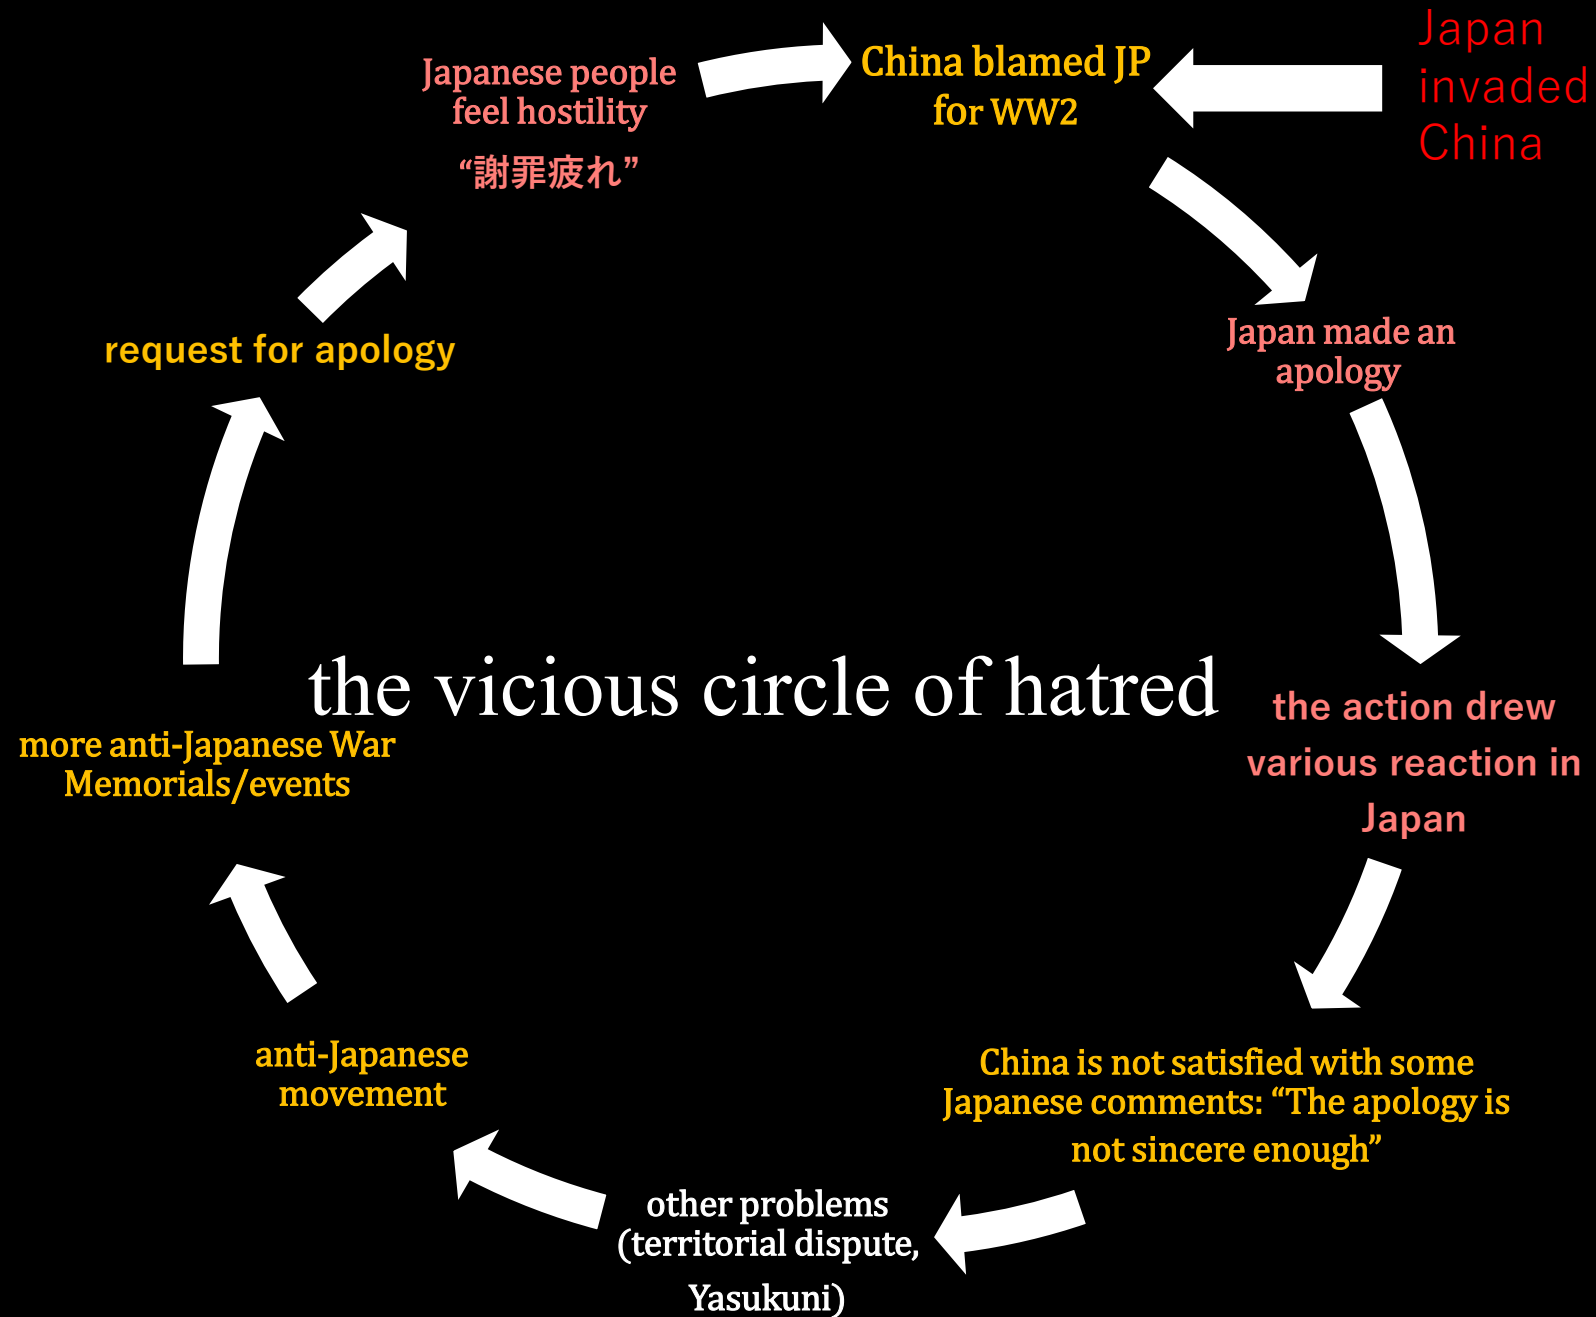 Japan
invaded
China
China blamed JP
for WW2
Japan made an
apology
the action drew
various reaction in
Japan
China is not satisfied with some
Japanese comments: “The apology is
not sincere enough”
other problems
(territorial dispute,
Yasukuni)
anti-Japanese
movement
more anti-Japanese War
Memorials/events
request for apology
Japanese people
feel hostility
“謝罪疲れ”
the vicious circle of hatred